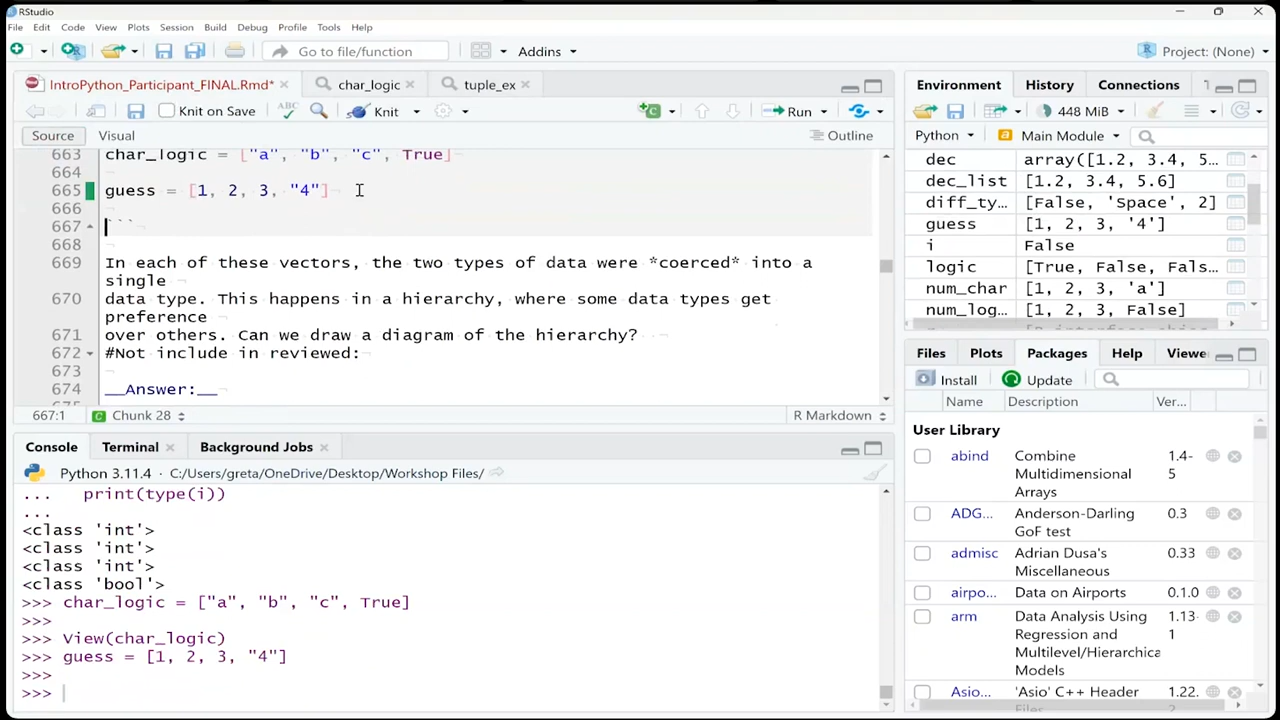 RStudio
File Edit Code View Plots Session Build Debug Profile Tools Help
Go to file/function Addins Project: (None)
IntroPython_Participant_FINAL.Rmd* char_logic tuple_ex
Knit on Save ABC Knit Run
Source Visual Outline
663 char_logic = ["a", "b", "c", True]
664
665 guess = [1, 2, 3, "4"]
666
667 ```
668
669 In each of these vectors, the two types of data were *coerced* into a
single
670 data type. This happens in a hierarchy, where some data types get
preference
671 over others. Can we draw a diagram of the hierarchy?
672 #Not include in reviewed:
673
674 __Answer:__
667:1 Chunk 28 R Markdown
Console Terminal Background Jobs
Python 3.11.4 · C:/Users/greta/OneDrive/Desktop/Workshop Files/
... print(type(i))
...
<class 'int'>
<class 'int'>
<class 'int'>
<class 'bool'>
>>> char_logic = ["a", "b", "c", True]
>>>
>>> View(char_logic)
>>> guess = [1, 2, 3, "4"]
>>>
>>>
Environment History Connections
448 MiB
Python Main Module
dec array([1.2, 3.4, 5...
dec_list [1.2, 3.4, 5.6]
diff_ty... [False, 'Space', 2]
guess [1, 2, 3, '4']
i False
logic [True, False, Fals...
num_char [1, 2, 3, 'a']
num_log... [1, 2, 3, False]
Files Plots Packages Help Viewe
Install Update
Name Description Ver...
User Library
abind Combine Multidimensional Arrays 1.4-5
ADG... Anderson-Darling GoF test 0.3
admisc Adrian Dusa's Miscellaneous 0.33
airpo... Data on Airports 0.1.0
arm Data Analysis Using Regression and Multilevel/Hierarchica Models 1.13-1
Asio... 'Asio' C++ Header 1.22.